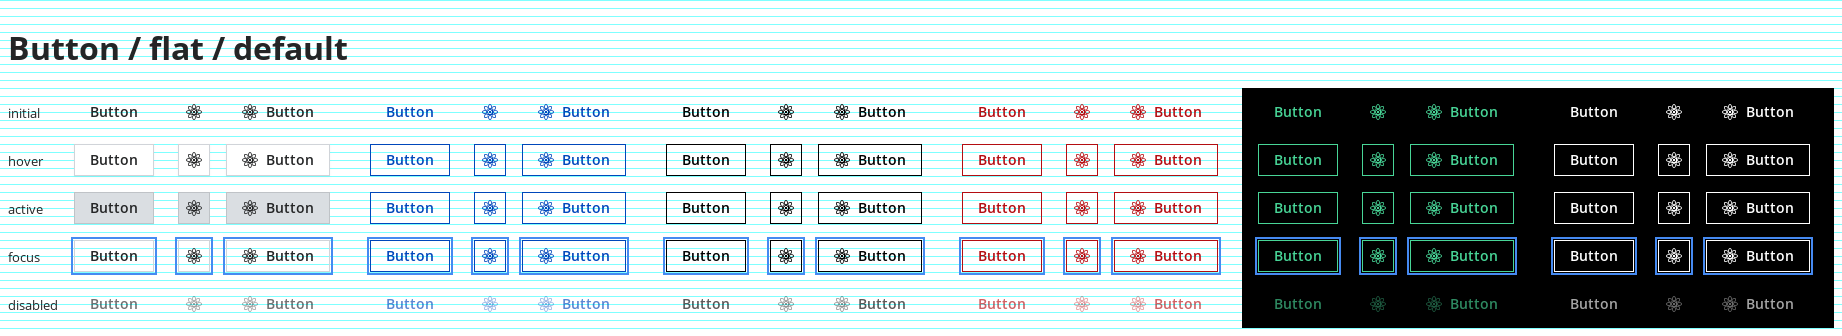 Button / flat / default
initial Button Button Button Button Button Button Button Button Button Button Button Button
hover Button Button Button Button Button Button Button Button Button Button Button Button
active Button Button Button Button Button Button Button Button Button Button Button Button
focus Button Button Button Button Button Button Button Button Button Button Button Button
disabled Button Button Button Button Button Button Button Button Button Button Button Button